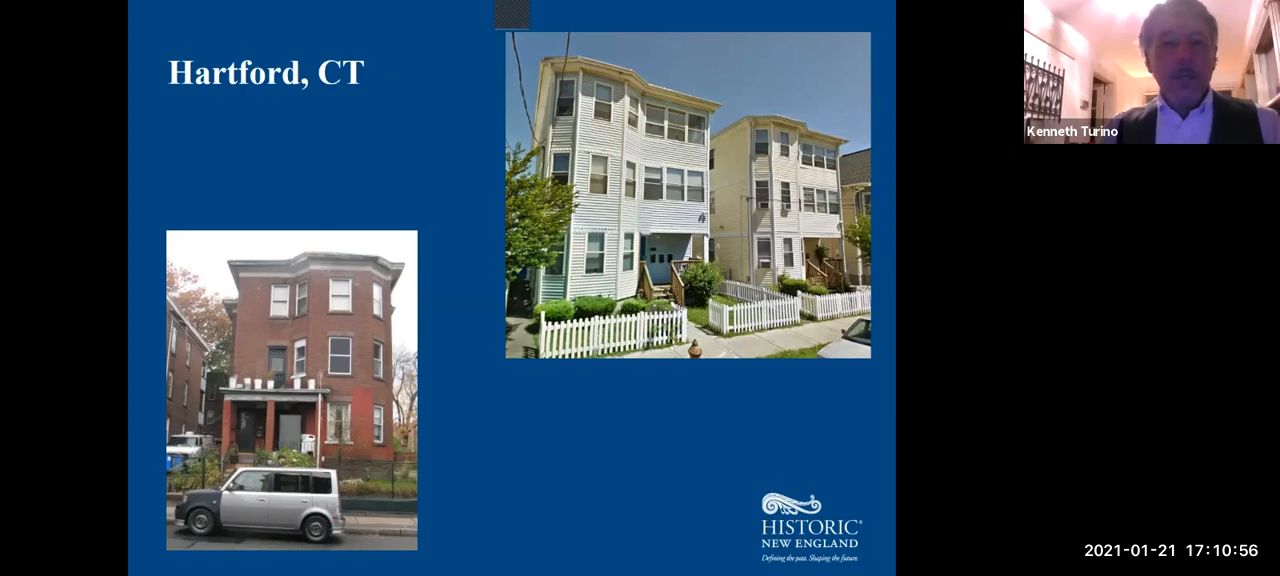 Hartford, CT
Kenneth Turino
HISTORIC®
NEW ENGLAND
Defining the past. Shaping the future.
2021-01-21 17:10:56